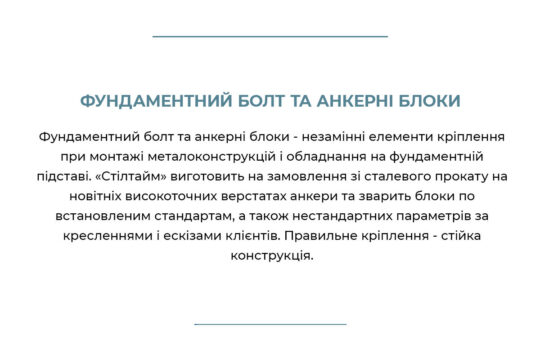 ФУНДАМЕНТНИЙ БОЛТ ТА АНКЕРНІ БЛОКИ
Фундаментний болт та анкерні блоки - незамінні елементи кріплення
при монтажі металоконструкцій і обладнання на фундаментній
підставі. «Стілтайм» виготовить на замовлення зі сталевого прокату на
новітніх високоточних верстатах анкери та зварить блоки по
встановленим стандартам, а також нестандартних параметрів за
кресленнями і ескізами клієнтів. Правильне кріплення - стійка
конструкція.